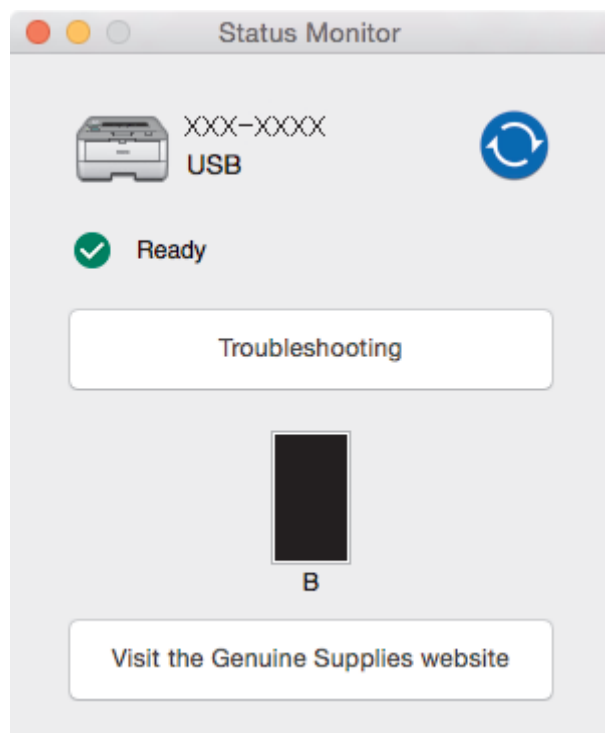 Status Monitor
XXX-XXXX
USB
Ready
Troubleshooting
B
Visit the Genuine Supplies website